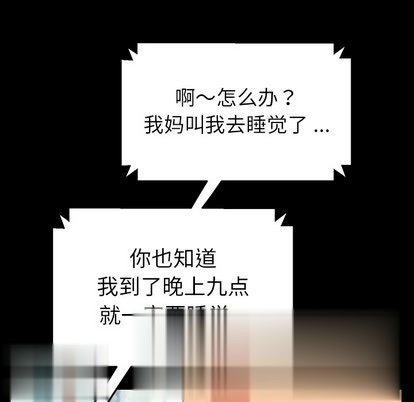 啊～怎么办？
我妈叫我去睡觉了...
你也知道
我到了晚上九点
就一